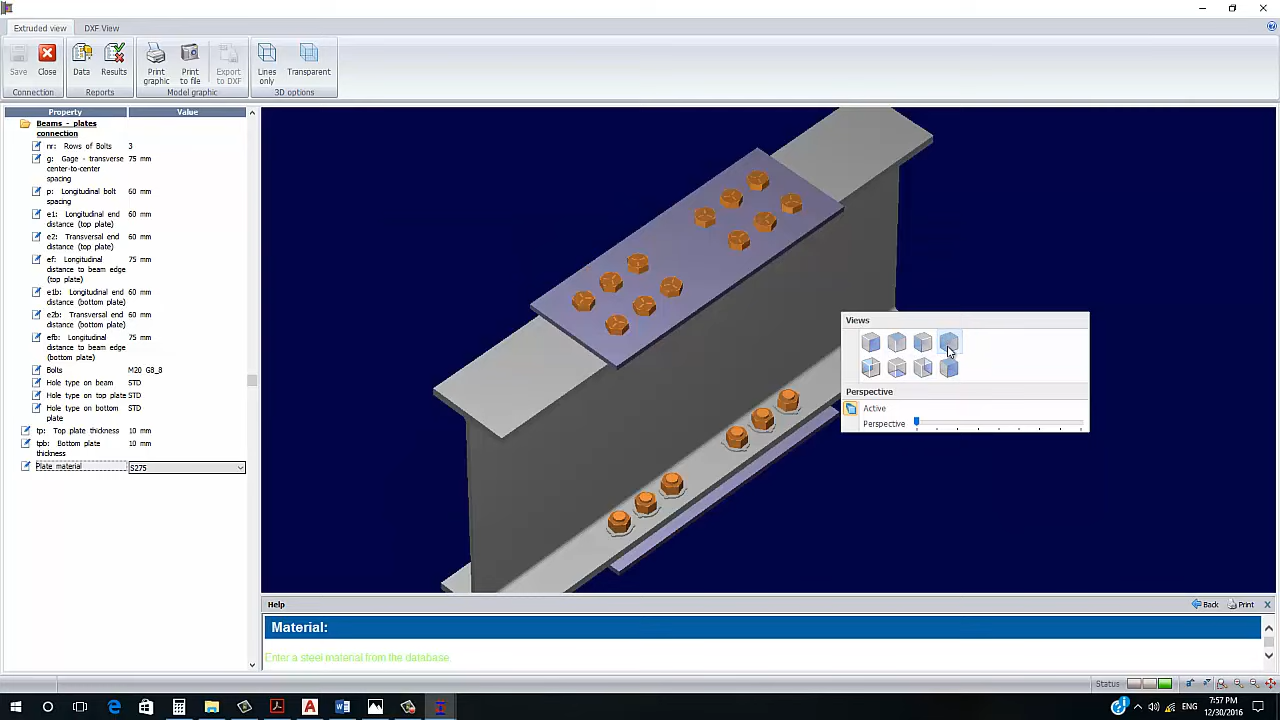 Extruded view DXF View
Save Close Data Results Print graphic Print to file Export to DXF Lines only Transparent
Connection Reports Model graphic 3D options
Property Value
Beams - plates
connection
nr: Rows of Bolts 3
g: Gage - transverse 75 mm
center-to-center
spacing
p: Longitudinal bolt 60 mm
spacing
e1: Longitudinal end 60 mm
distance (top plate)
e2: Transversal end 60 mm
distance (top plate)
ef: Longitudinal 75 mm
distance to beam edge
(top plate)
e1b: Longitudinal end 60 mm
distance (bottom plate)
e2b: Transversal end 60 mm
distance (bottom plate)
efb: Longitudinal 75 mm
distance to beam edge
(bottom plate)
Bolts M20 G8_8
Hole type on beam STD
Hole type on top plate STD
Hole type on bottom STD
plate
tp: Top plate thickness 10 mm
tpb: Bottom plate 10 mm
thickness
Plate material S275
Views
Perspective
Active
Perspective
Help Back Print X
Material:
Enter a steel material from the database.
Status
ENG 7:57 PM
12/30/2016